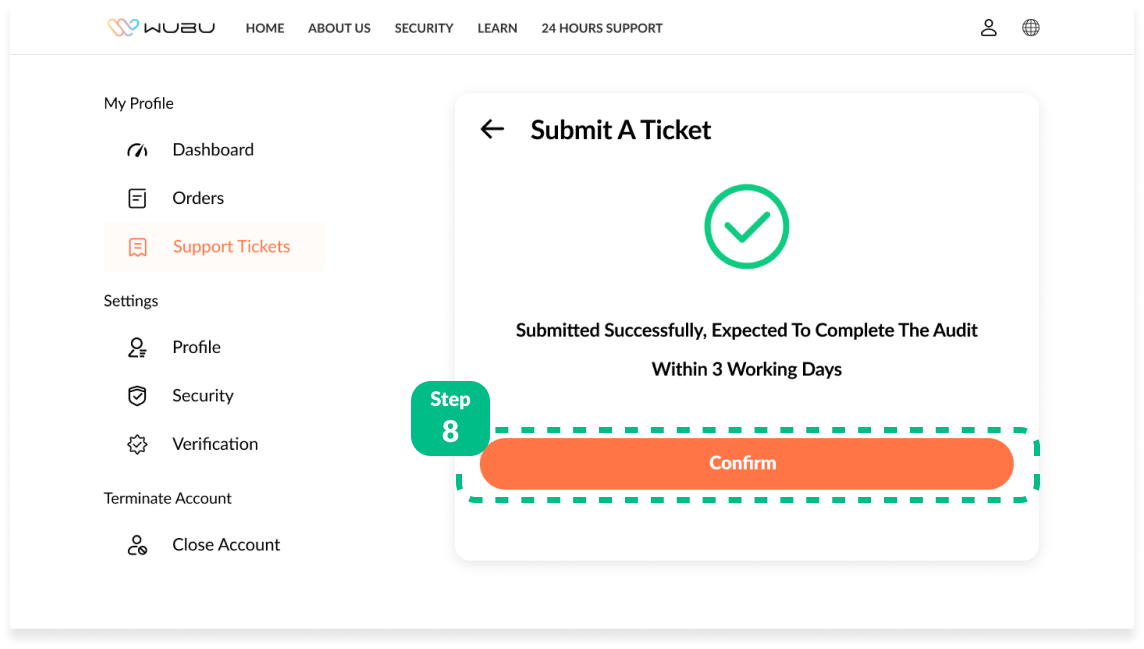 WUBU
HOME
ABOUT US
SECURITY
LEARN
24 HOURS SUPPORT
My Profile
Dashboard
Orders
Support Tickets
Settings
Profile
Security
Verification
Terminate Account
Close Account
Submit A Ticket
Submitted Successfully, Expected To Complete The Audit
Within 3 Working Days
Step
8
Confirm